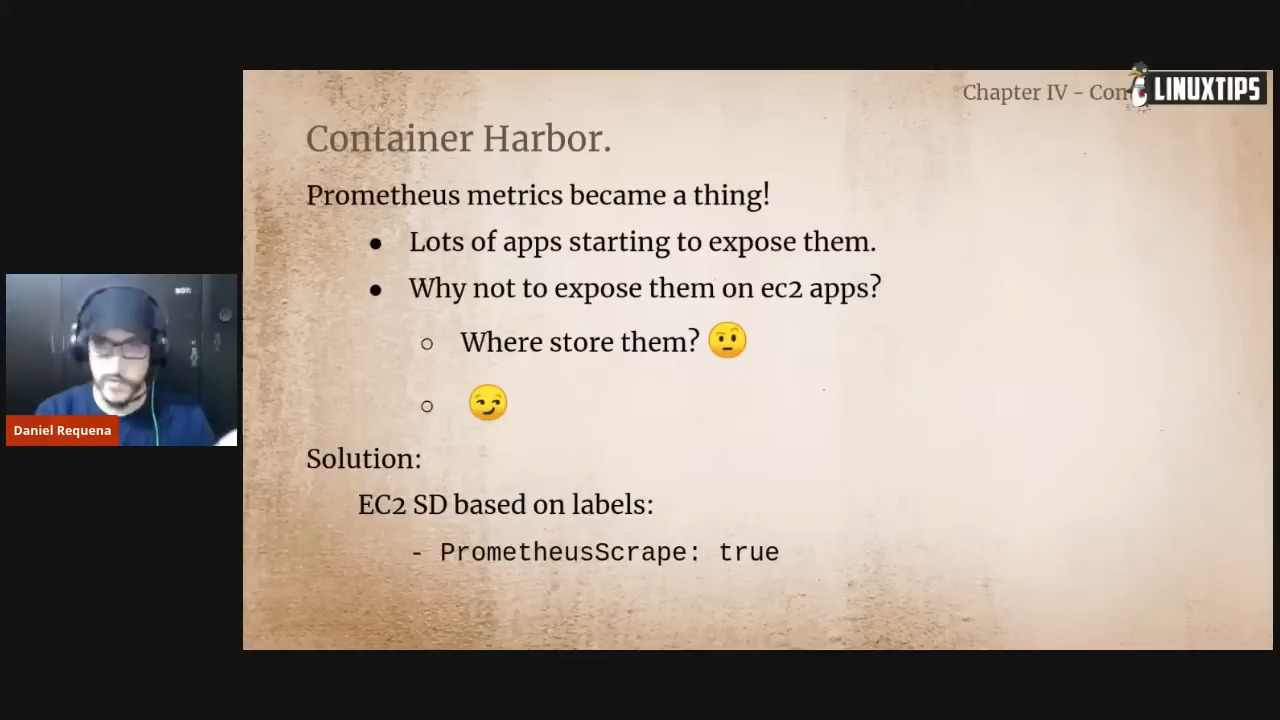 Chapter IV - Con
LINUXTIPS
Container Harbor.
Prometheus metrics became a thing!
● Lots of apps starting to expose them.
● Why not to expose them on ec2 apps?
○ Where store them? 🤨
○ 😏
Daniel Requena
Solution:
EC2 SD based on labels:
- PrometheusScrape: true